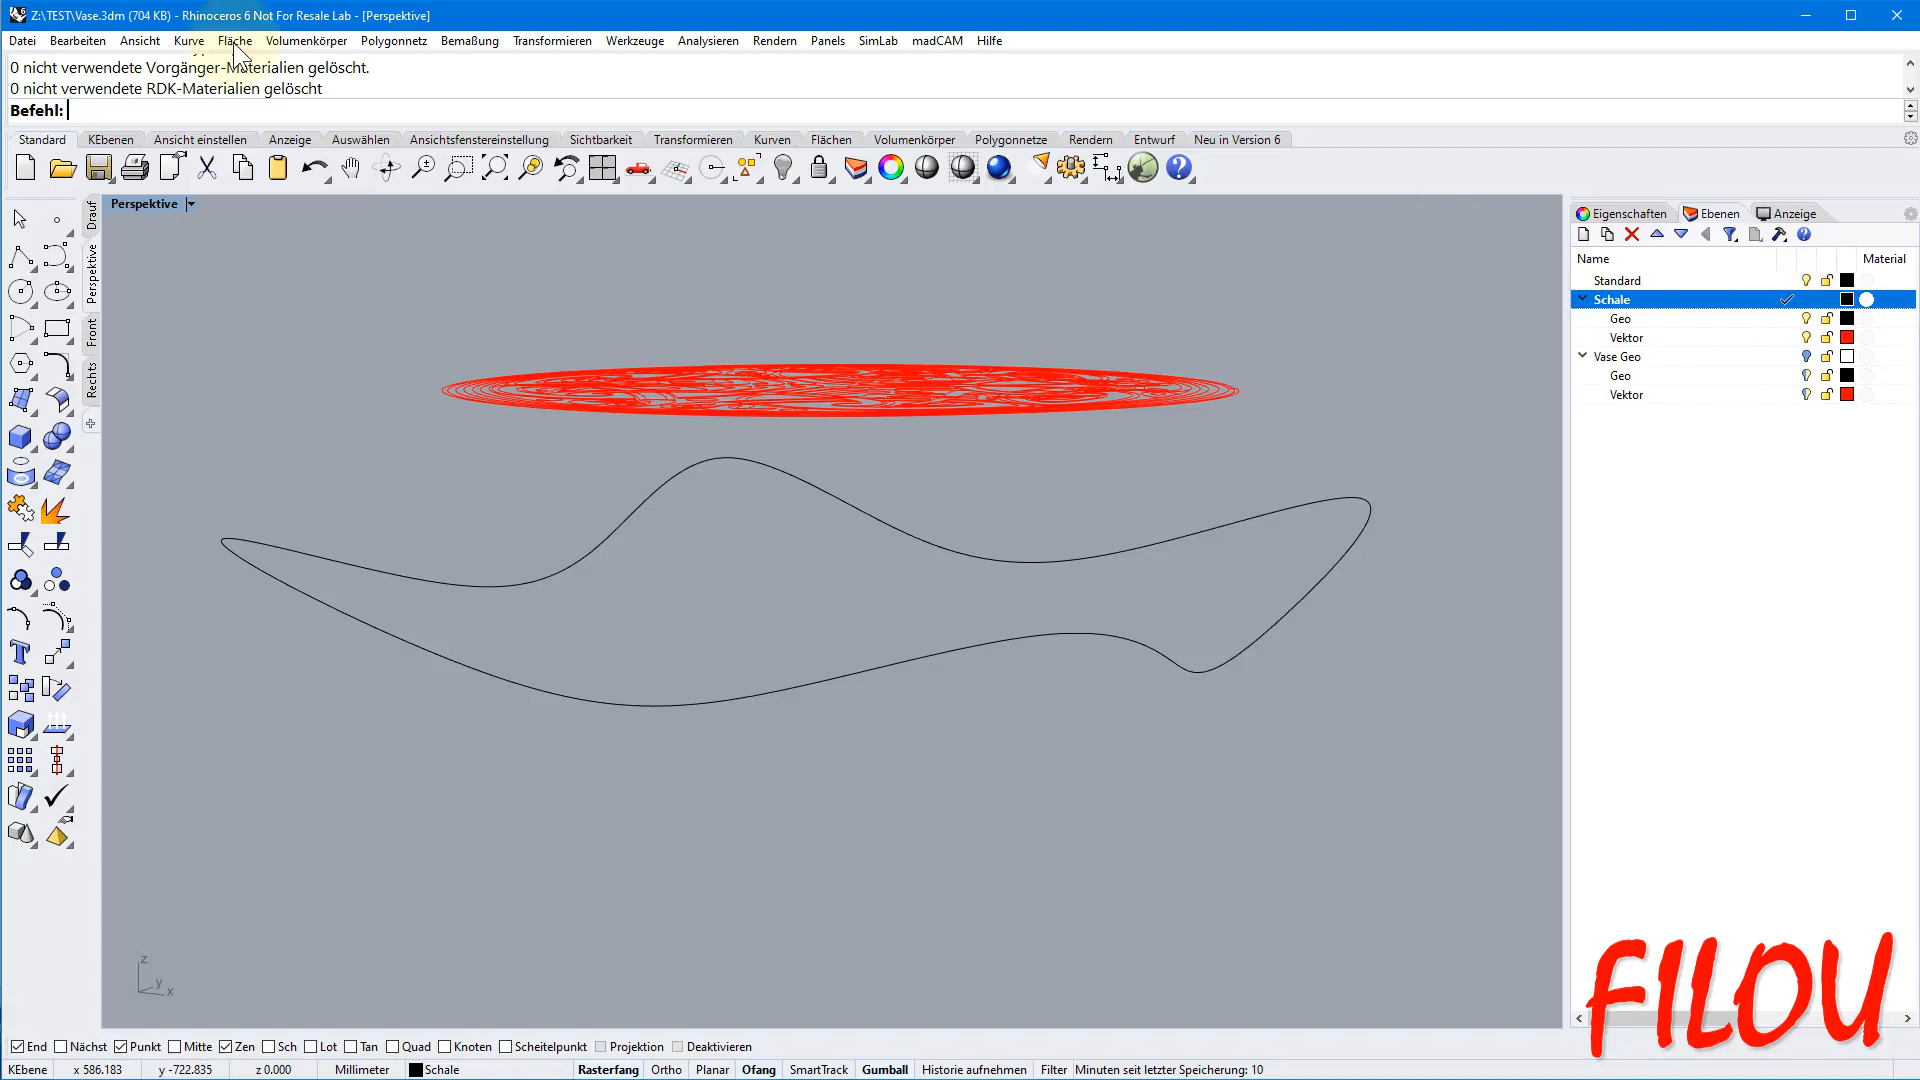 Z:\TEST\Vase.3dm (704 KB) - Rhinoceros 6 Not For Resale Lab - [Perspektive]
Datei Bearbeiten Ansicht Kurve Fläche Volumenkörper Polygonnetz Bemaßung Transformieren Werkzeuge Analysieren Rendern Panels SimLab madCAM Hilfe
0 nicht verwendete Vorgänger-Materialien gelöscht.
0 nicht verwendete RDK-Materialien gelöscht
Befehl:
Standard KEbenen Ansicht einstellen Anzeige Auswählen Ansichtsfenstereinstellung Sichtbarkeit Transformieren Kurven Flächen Volumenkörper Polygonnetze Rendern Entwurf Neu in Version 6
Perspektive
Drauf
Perspektive
Front
Rechts
Eigenschaften Ebenen Anzeige
Name Material
Standard
Schale
Geo
Vektor
Vase Geo
Geo
Vektor
z
y
x
FILOU
End Nächst Punkt Mitte Zen Sch Lot Tan Quad Knoten Scheitelpunkt Projektion Deaktivieren
KEbene x 586.183 y -722.835 z 0.000 Millimeter Schale Rasterfang Ortho Planar Ofang SmartTrack Gumball Historie aufnehmen Filter Minuten seit letzter Speicherung: 10